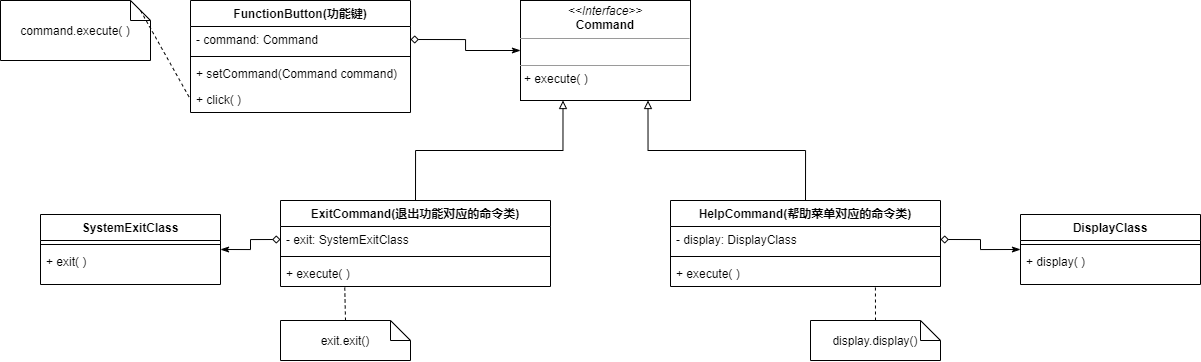 command.execute( )
FunctionButton(功能键)
- command: Command
+ setCommand(Command command)
+ click( )
<<Interface>>
Command
+ execute( )
SystemExitClass
+ exit( )
ExitCommand(退出功能对应的命令类)
- exit: SystemExitClass
+ execute( )
exit.exit()
HelpCommand(帮助菜单对应的命令类)
- display: DisplayClass
+ execute( )
display.display()
DisplayClass
+ display( )